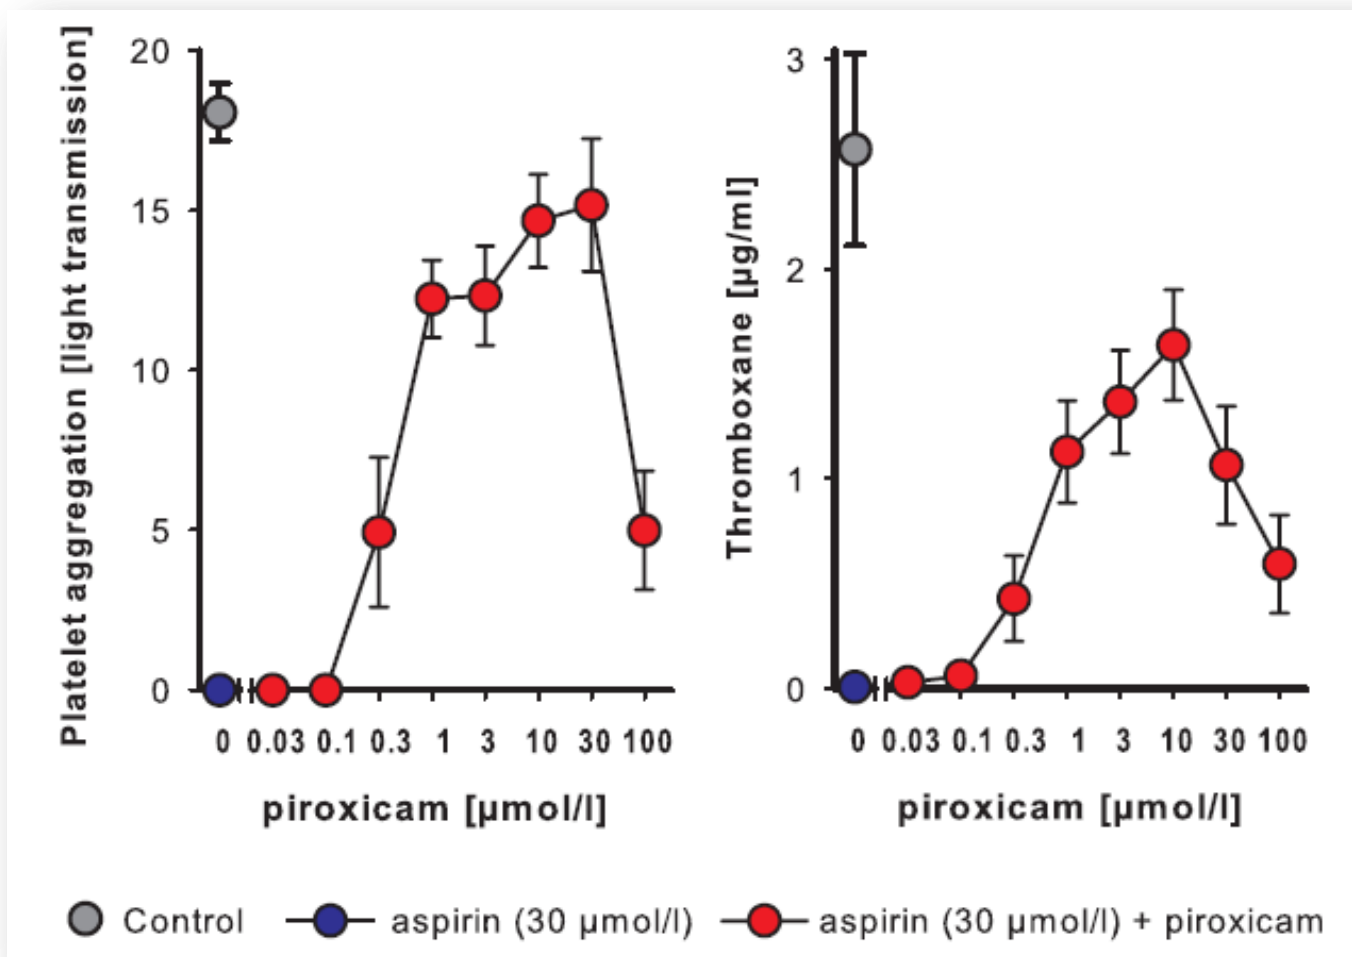 Platelet aggregation [light transmission]
20
15
10
5
0
0 0.03 0.1 0.3 1 3 10 30 100
piroxicam [µmol/l]
Thromboxane [µg/ml]
3
2
1
0
0 0.03 0.1 0.3 1 3 10 30 100
piroxicam [µmol/l]
Control aspirin (30 µmol/l) aspirin (30 µmol/l) + piroxicam